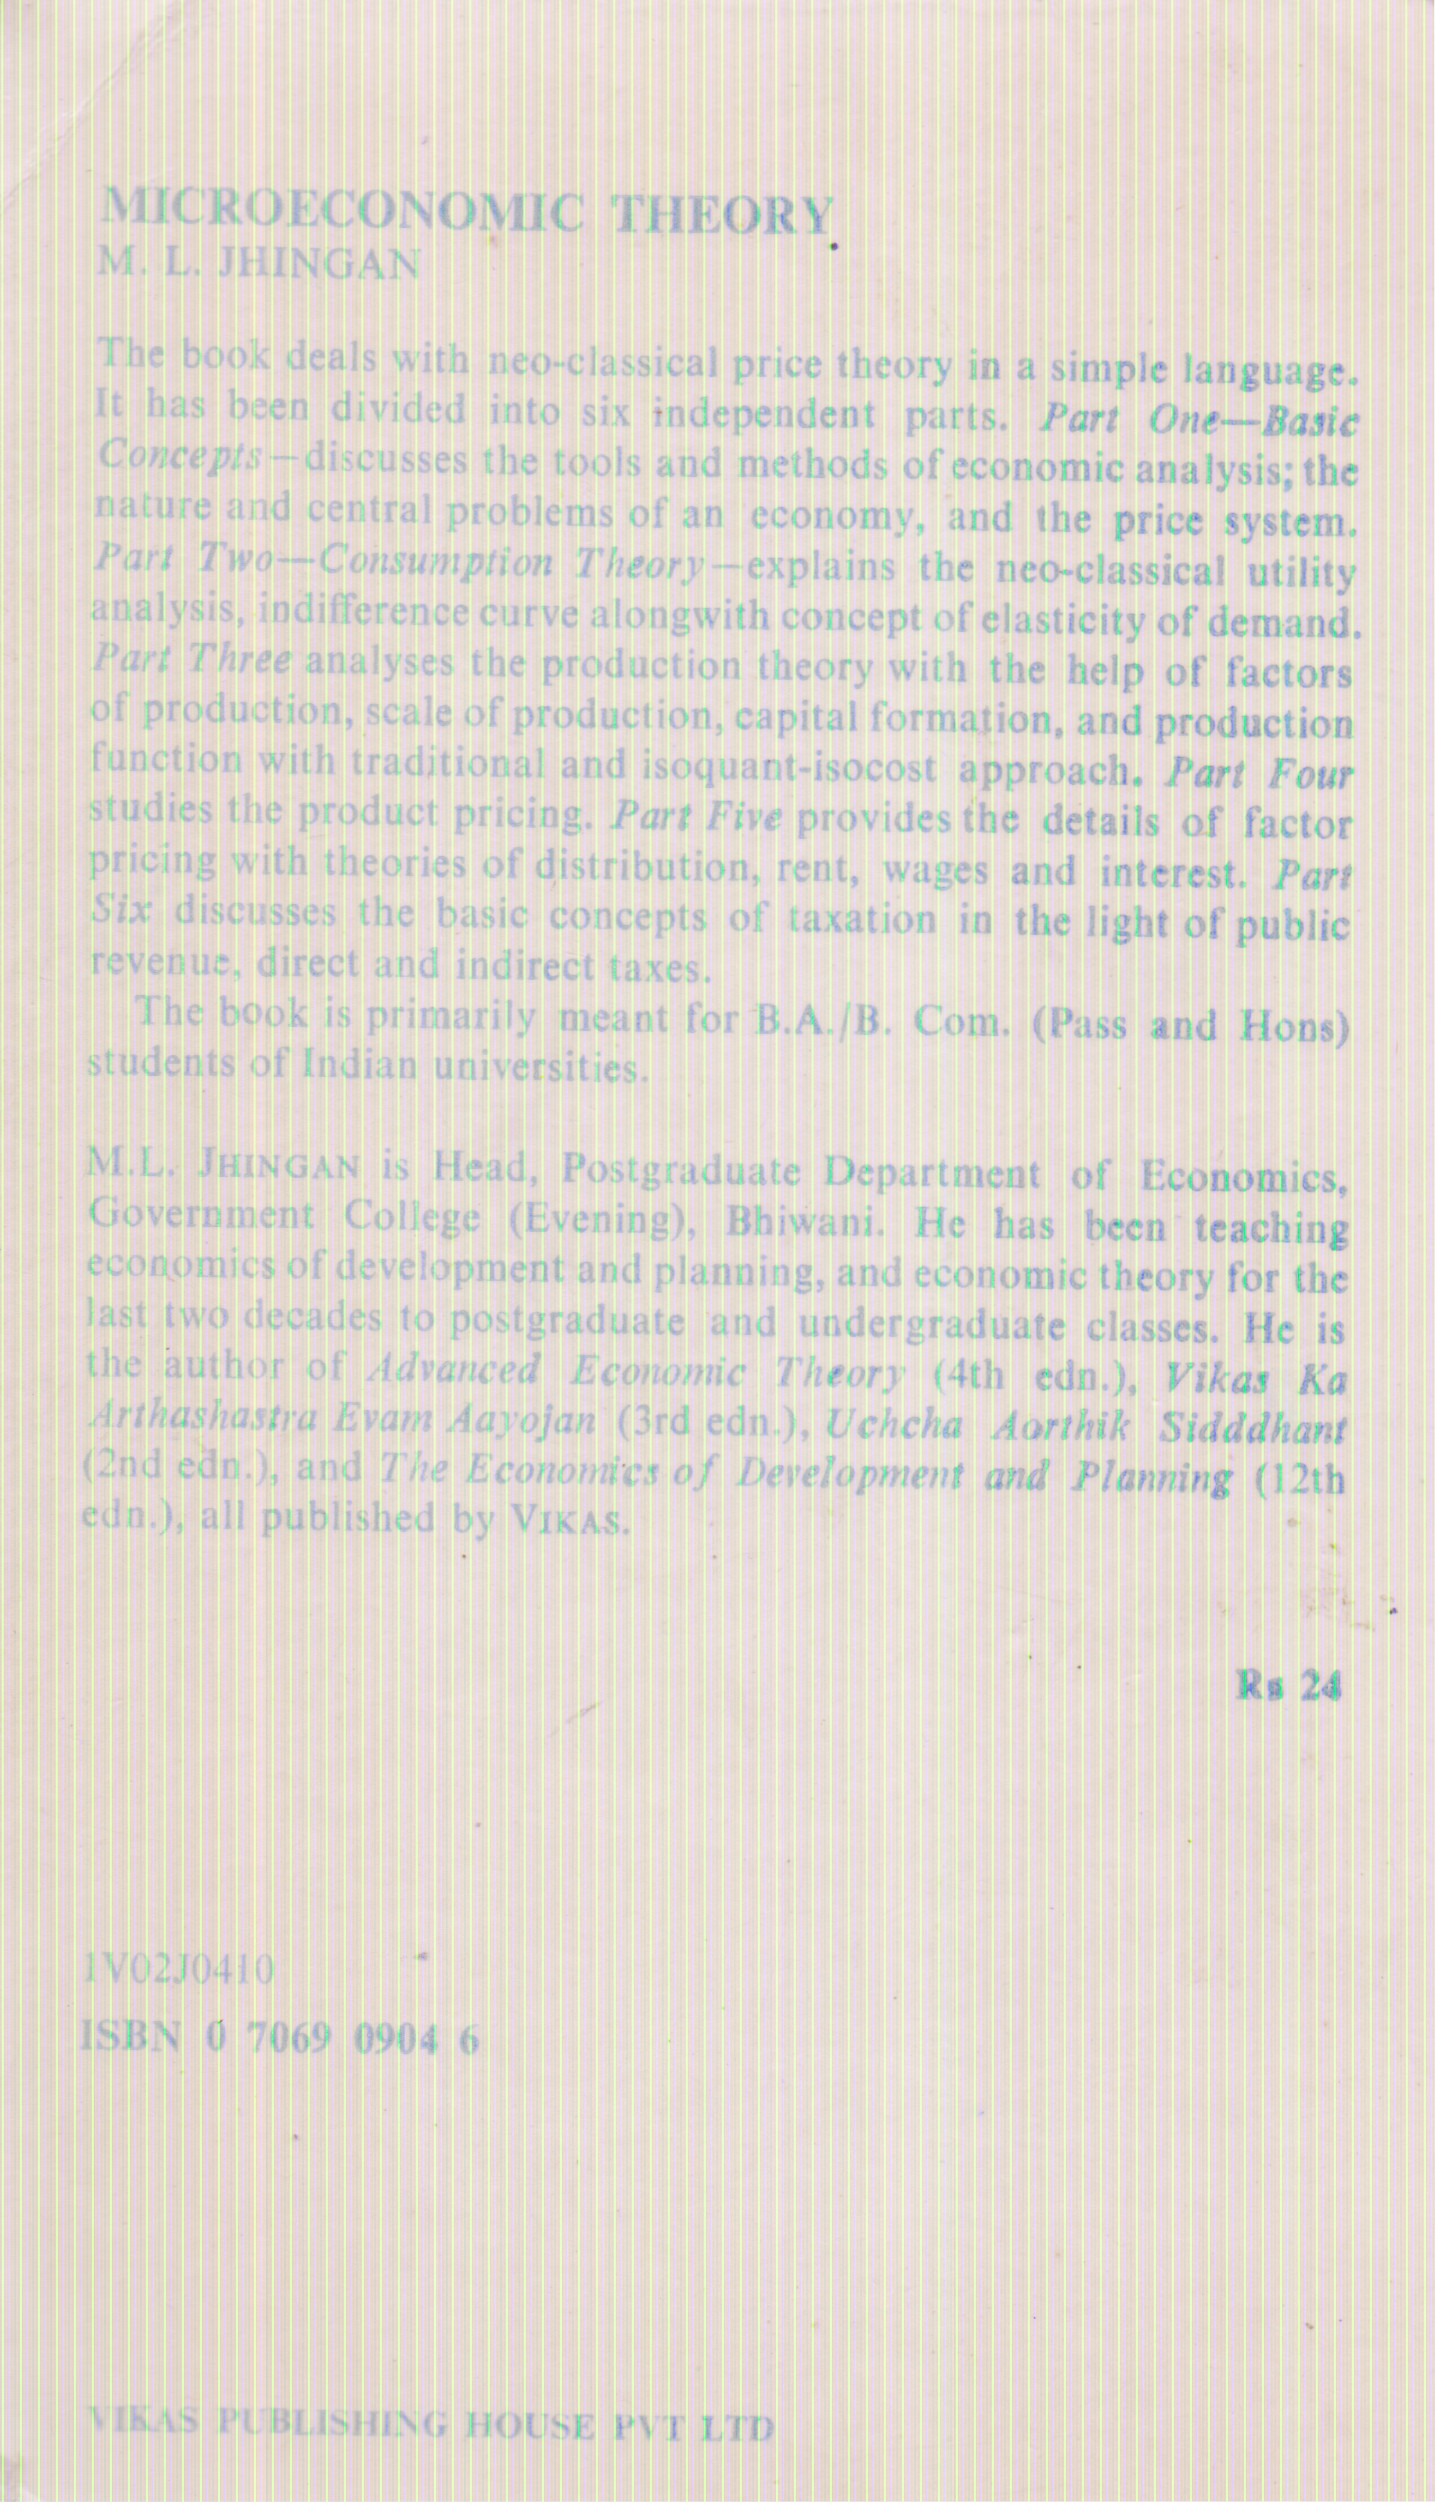 MICROECONOMIC THEORY
M. L. JHINGAN
The book deals with neo-classical price theory in a simple language.
It has been divided into six independent parts. Part One—Basic
Concepts—discusses the tools and methods of economic analysis; the
nature and central problems of an economy, and the price system.
Part Two—Consumption Theory—explains the neo-classical utility
analysis, indifference curve alongwith concept of elasticity of demand.
Part Three analyses the production theory with the help of factors
of production, scale of production, capital formation, and production
function with traditional and isoquant-isocost approach. Part Four
studies the product pricing. Part Five provides the details of factor
pricing with theories of distribution, rent, wages and interest. Part
Six discusses the basic concepts of taxation in the light of public
revenue, direct and indirect taxes.
The book is primarily meant for B.A./B. Com. (Pass and Hons)
students of Indian universities.
M.L. JHINGAN is Head, Postgraduate Department of Economics,
Government College (Evening), Bhiwani. He has been teaching
economics of development and planning, and economic theory for the
last two decades to postgraduate and undergraduate classes. He is
the author of Advanced Economic Theory (4th edn.), Vikas Ka
Arthashastra Evam Aayojan (3rd edn.), Uchcha Aorthik Sidddhant
(2nd edn.), and The Economics of Development and Planning (12th
edn.), all published by VIKAS.
Rs 24
1V02J0410
ISBN 0 7069 0904 6
VIKAS PUBLISHING HOUSE PVT LTD